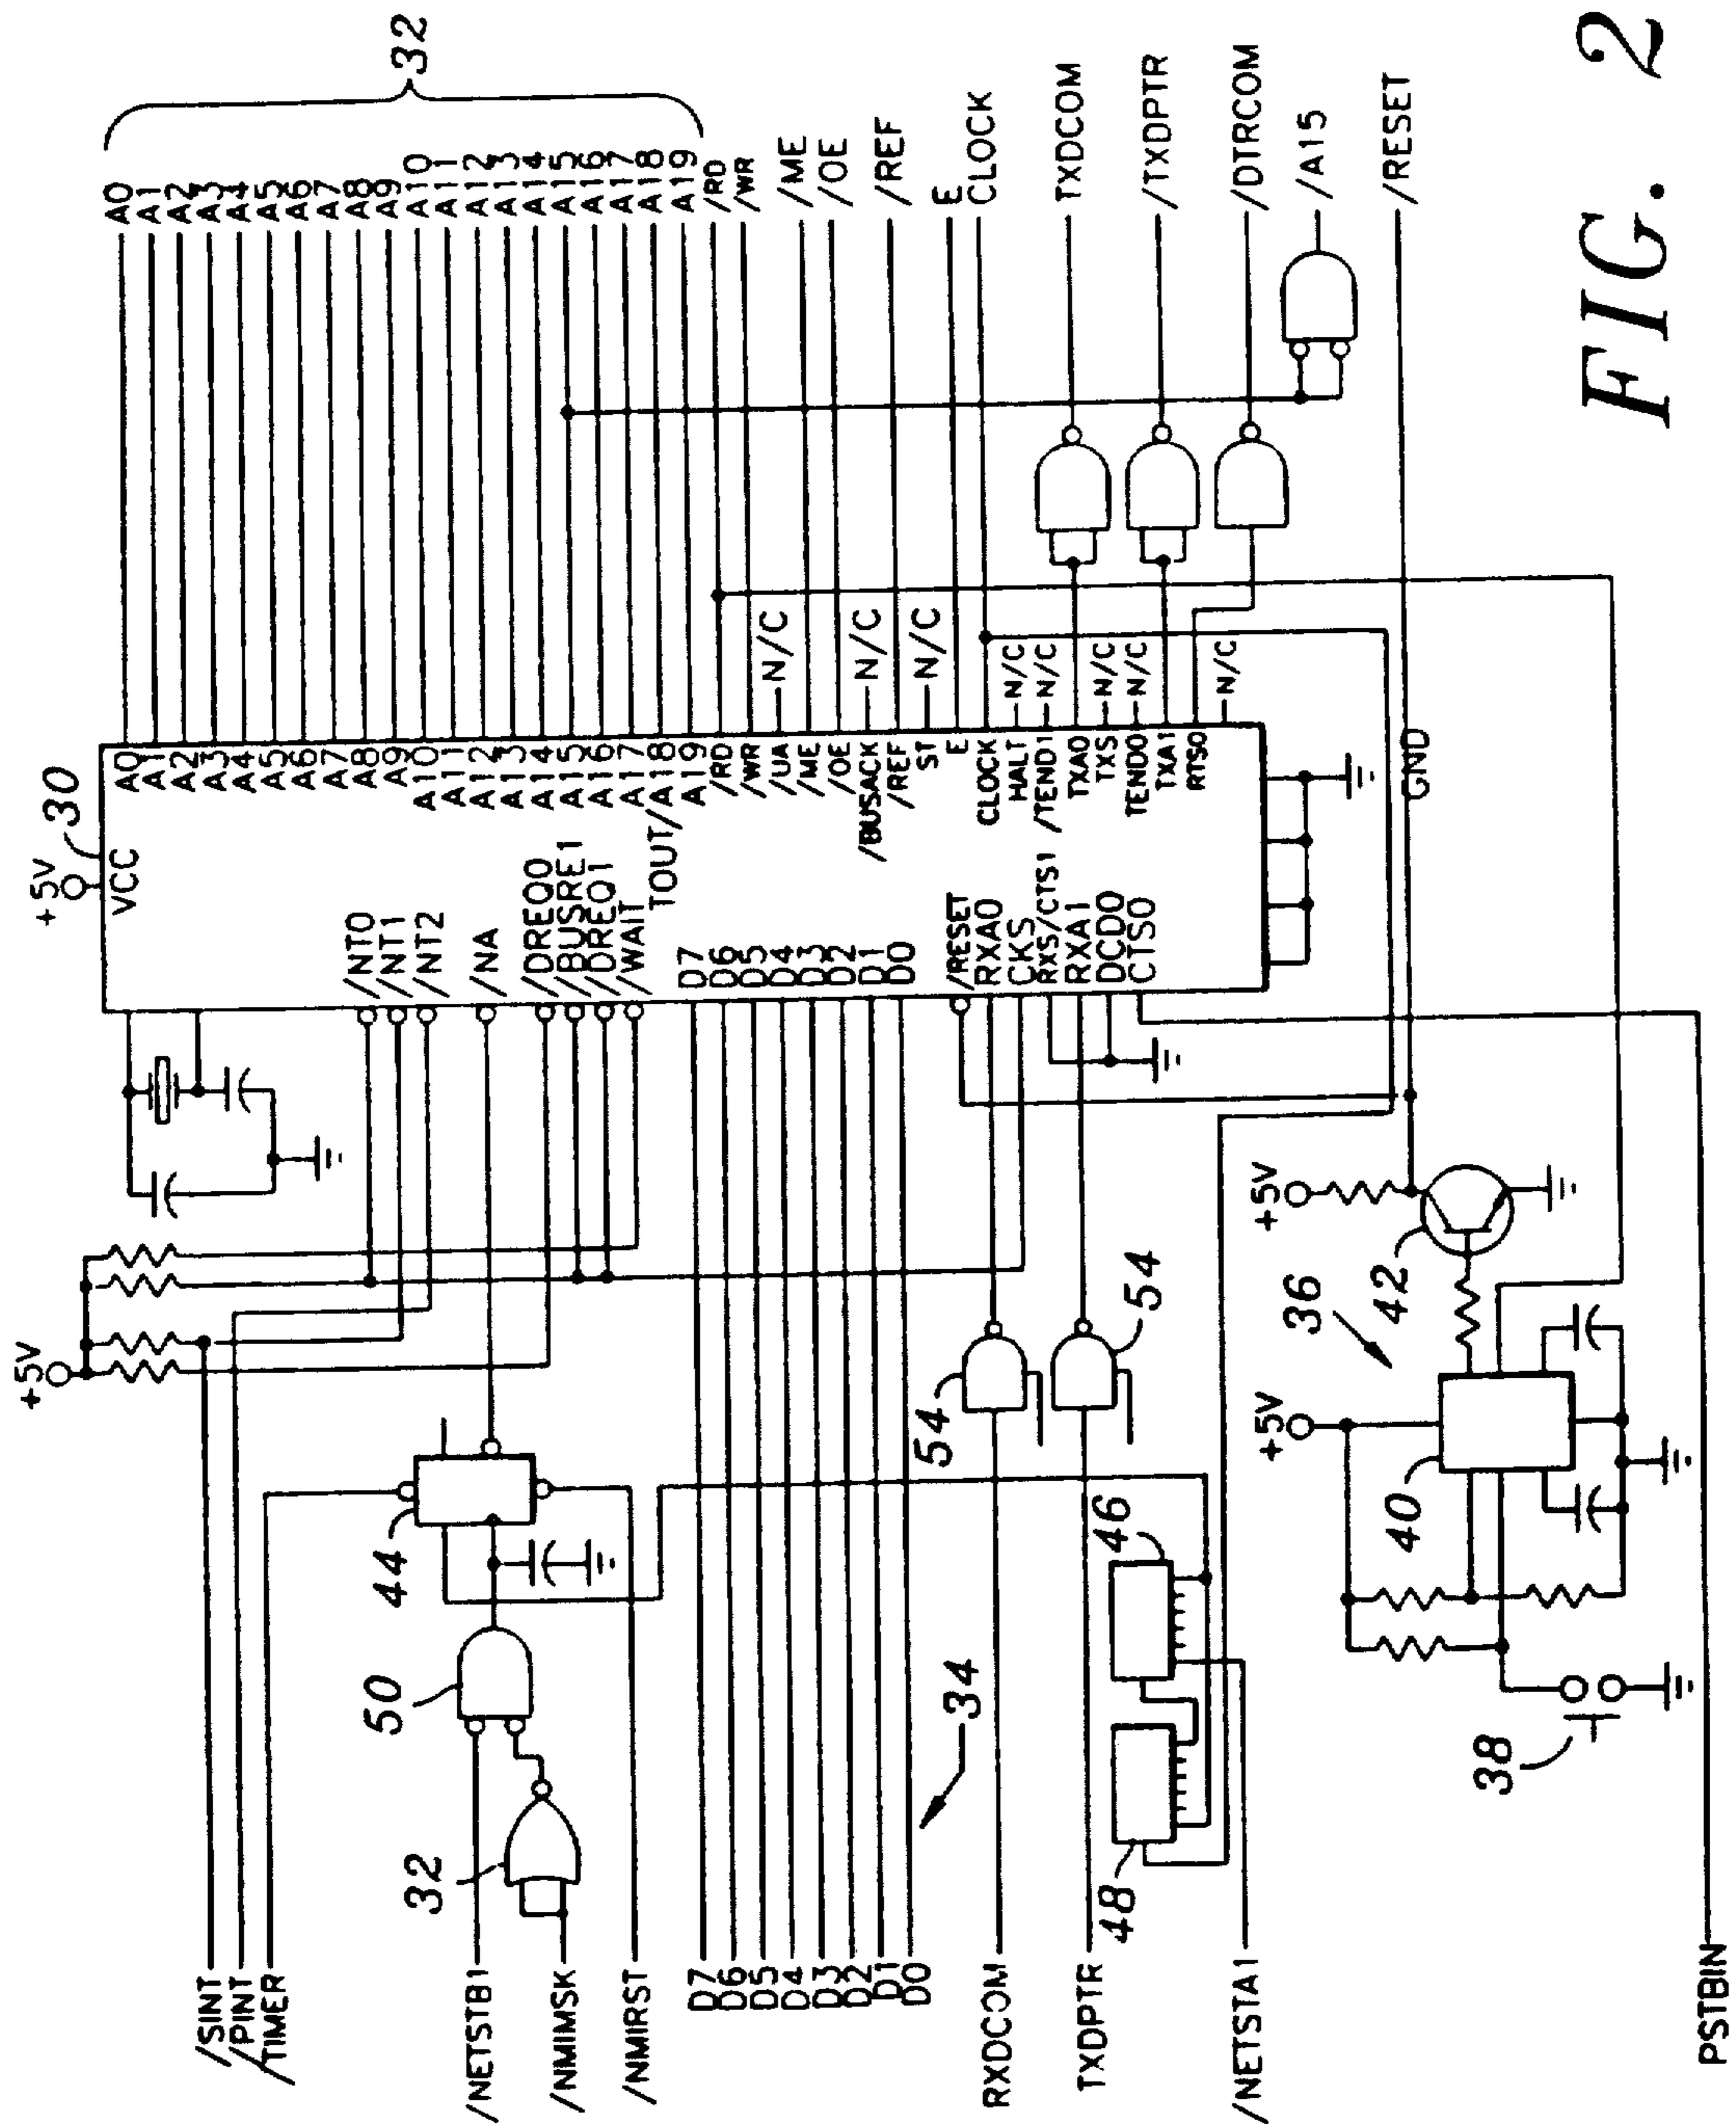 FIG. 2
+5V
30
VCC
A0
A1
A2
A3
A4
A5
A6
A7
A8
A9
A10
A11
A12
A13
A14
A15
A16
A17
TOUT/A18
A19
/RD
/WR
/UA
/ME
/OE
/BUSACK
/REF
ST
E
CLOCK
HALT
/TEND1
TXA0
TXS
TEND0
TXA1
RTS0
/NT0
/NT1
/NT2
/NA
/DREQ0
/BUSRE1
/DREQ1
/WAIT
D7
D6
D5
D4
D3
D2
D1
D0
/RESET
RXA0
CKS
RXS/CTS1
RXA1
DCD0
CTS0
A0
A1
A2
A3
A4
A5
A6
A7
A8
A9
A10
A11
A12
A13
A14
A15
A16
A17
A18
A19
32
/RD
/WR
N/C
/ME
/OE
N/C
/REF
N/C
E
CLOCK
N/C
N/C
TXDCOM
N/C
N/C
/TXDPTR
/DTRCOM
N/C
/A15
/RESET
GND
+5V
/SINT
/PINT
/TIMER
44
50
/NETSTB1
32
/NMIMSK
/NMIRST
D7
D6
D5
D4
D3
D2
D1
D0
34
RXDCOM
54
TXDPTR
54
46
48
/NETSTA1
+5V
36
42
+5V
40
38
PSTBIN